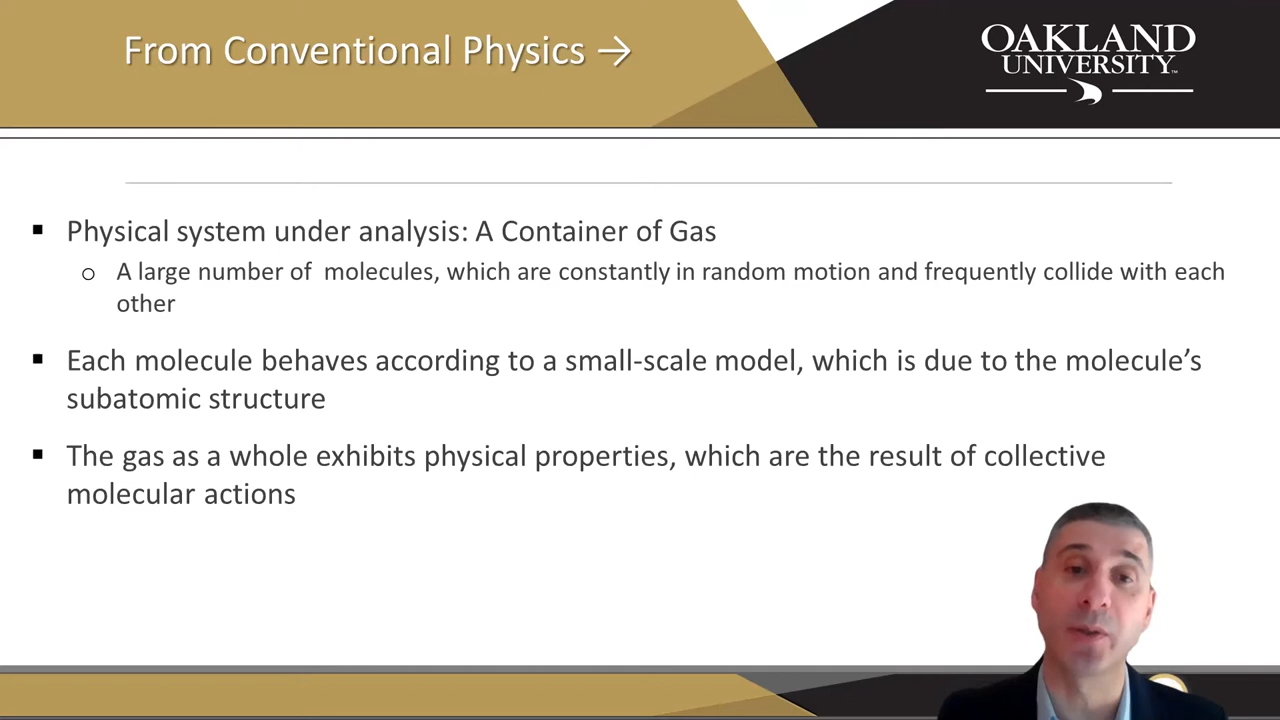 From Conventional Physics →
OAKLAND
UNIVERSITY™
▪ Physical system under analysis: A Container of Gas
o A large number of  molecules, which are constantly in random motion and frequently collide with each
other
▪ Each molecule behaves according to a small-scale model, which is due to the molecule’s
subatomic structure
▪ The gas as a whole exhibits physical properties, which are the result of collective
molecular actions